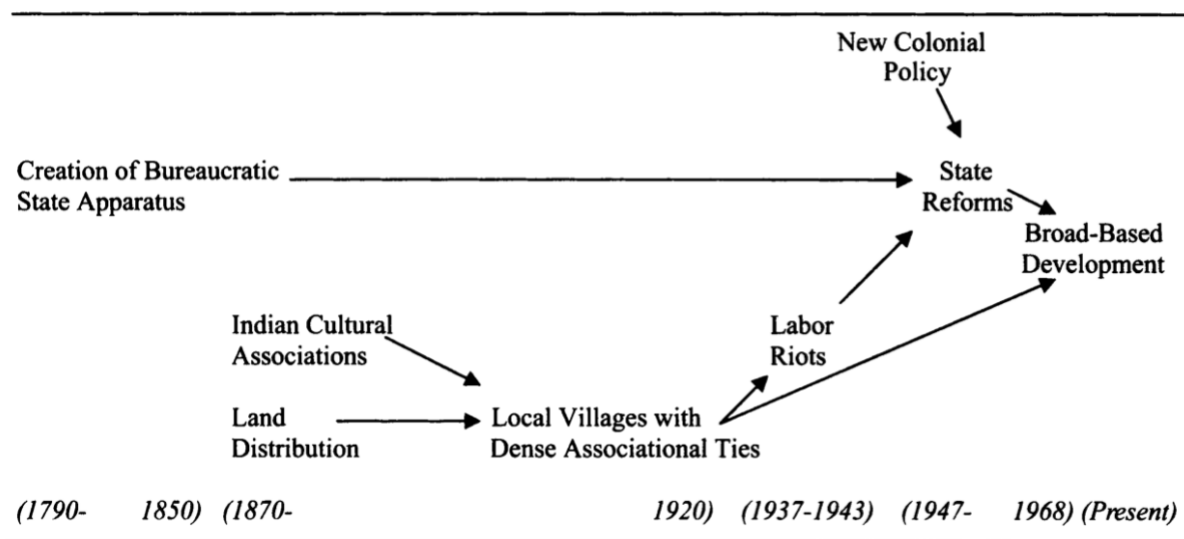 New Colonial
Policy
Creation of Bureaucratic
State Apparatus
State
Reforms
Broad-Based
Development
Indian Cultural
Associations
Labor
Riots
Land
Distribution
Local Villages with
Dense Associational Ties
(1790- 1850) (1870- 1920) (1937-1943) (1947- 1968) (Present)